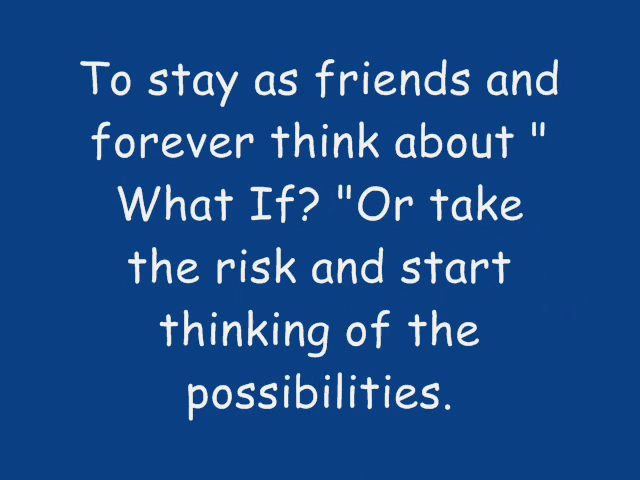 To stay as friends and
forever think about "
What If? "Or take
the risk and start
thinking of the
possibilities.